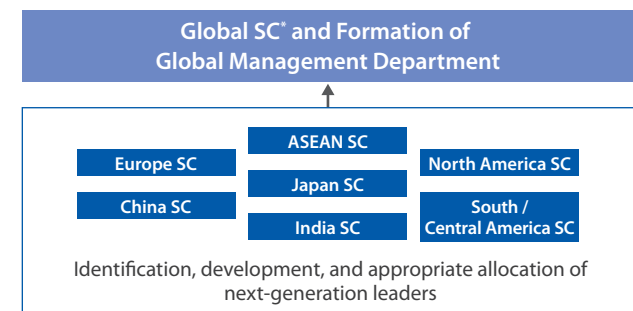 Global SC* and Formation of
Global Management Department
ASEAN SC
Europe SC
North America SC
Japan SC
China SC
South /
Central America SC
India SC
Identification, development, and appropriate allocation of
next-generation leaders